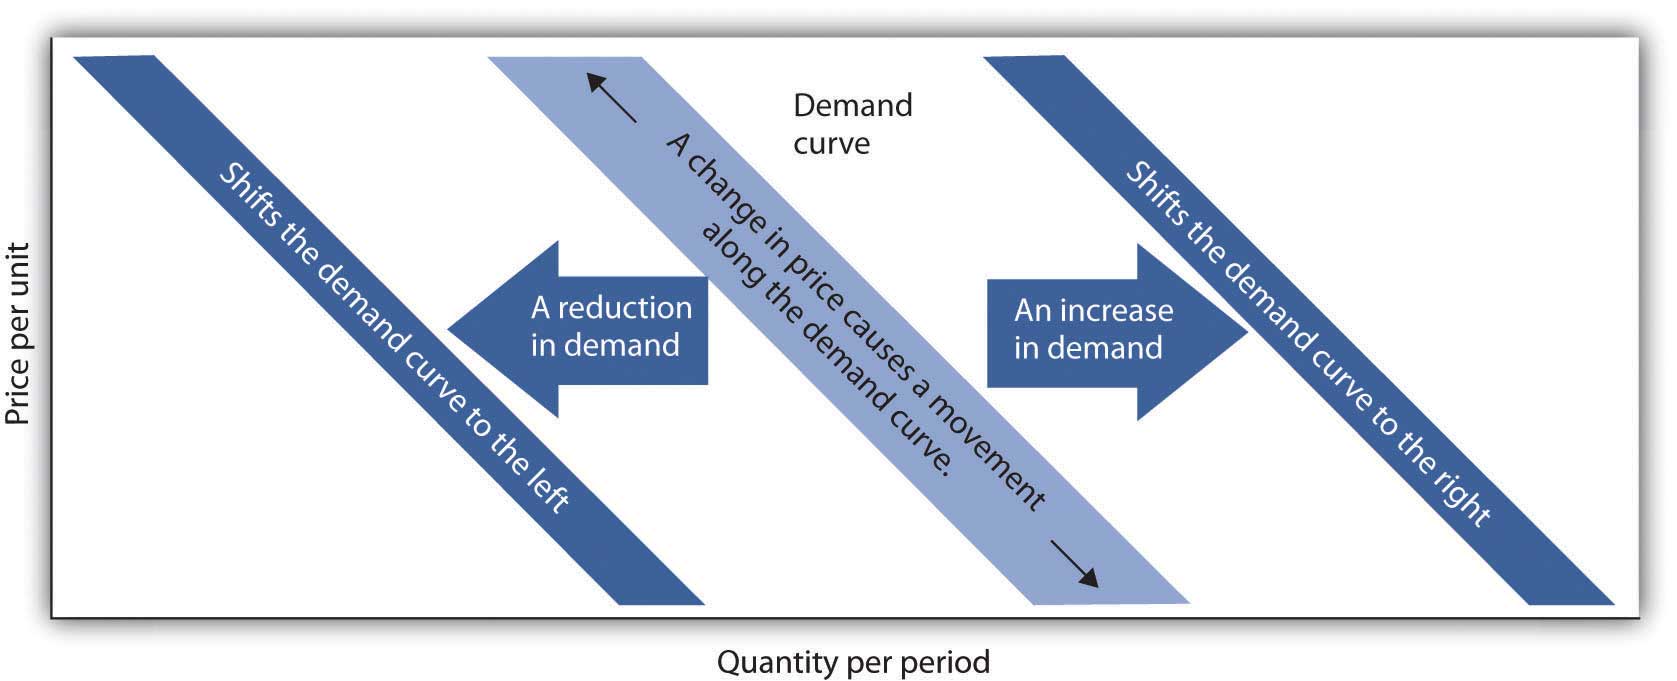 Price per unit
Shifts the demand curve to the left
A reduction
in demand
A change in price causes a movement
along the demand curve.
Demand
curve
An increase
in demand
Shifts the demand curve to the right
Quantity per period